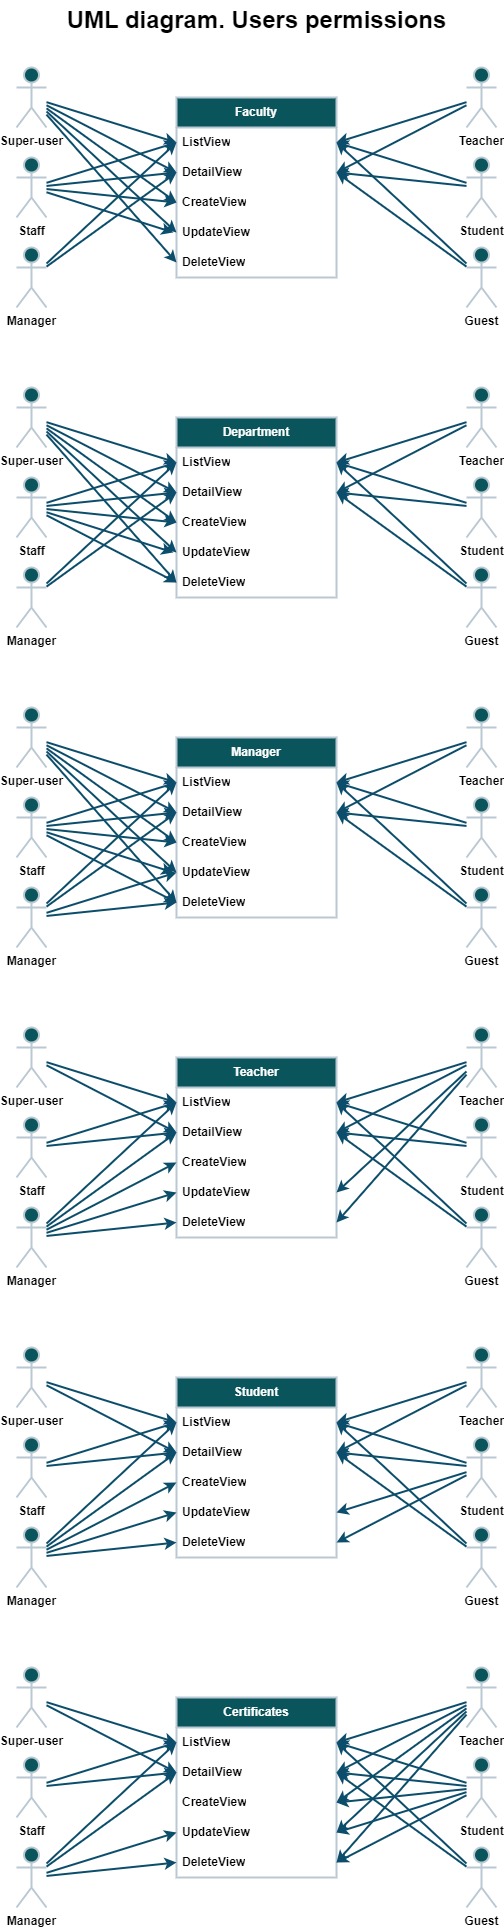 UML diagram. Users permissions
Faculty
Super-user
ListView
Teacher
DetailView
CreateView
Staff
UpdateView
Student
DeleteView
Manager
Guest
Department
Super-user
ListView
Teacher
DetailView
CreateView
Staff
UpdateView
Student
DeleteView
Manager
Guest
Manager
Super-user
ListView
Teacher
DetailView
CreateView
Staff
UpdateView
Student
DeleteView
Manager
Guest
Teacher
Super-user
ListView
Teacher
DetailView
CreateView
Staff
UpdateView
Student
DeleteView
Manager
Guest
Student
Super-user
ListView
Teacher
DetailView
CreateView
Staff
UpdateView
Student
DeleteView
Manager
Guest
Certificates
Super-user
ListView
Teacher
DetailView
CreateView
Staff
UpdateView
Student
DeleteView
Manager
Guest